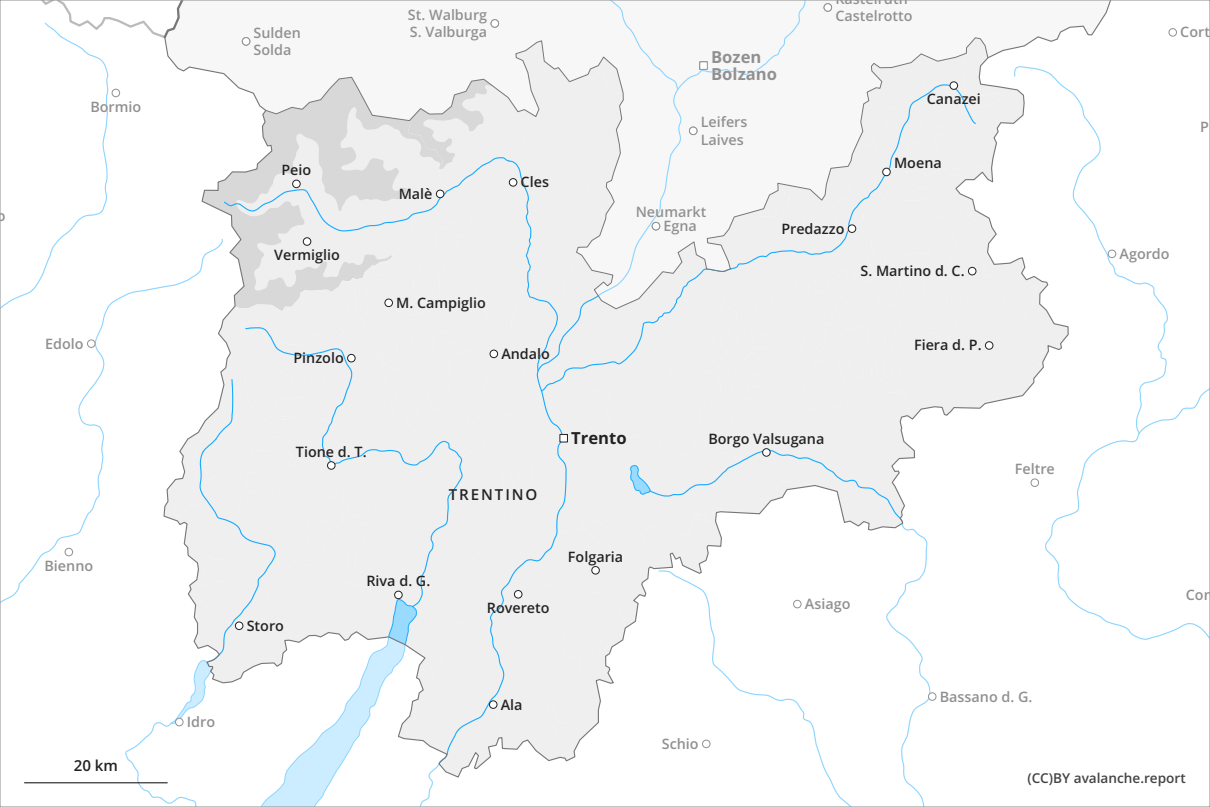 Castelrotto
St. Walburg
S. Valburga
Sulden
Solda
Cort
Bozen
Bolzano
Bormio
Canazei
Leifers
Laives
P
Moena
Peio
Malè
Cles
Neumarkt
Egna
Predazzo
Agordo
Vermiglio
S. Martino d. C.
M. Campiglio
Edolo
Pinzolo
Andalo
Fiera d. P.
Trento
Borgo Valsugana
Tione d. T.
Feltre
TRENTINO
Bienno
Folgaria
Riva d. G.
Cor
Rovereto
Asiago
Storo
Bassano d. G.
Ala
Idro
Schio
20 km
(CC)BY avalanche.report